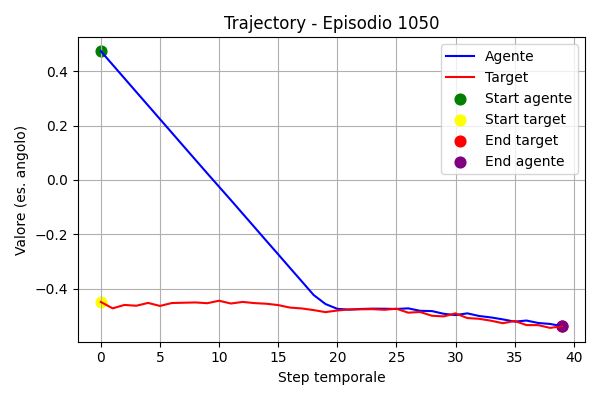 Trajectory - Episodio 1050
Valore (es. angolo)
0.4
0.2
0.0
−0.2
−0.4
Agente
Target
Start agente
Start target
End target
End agente
0 5 10 15 20 25 30 35 40
Step temporale